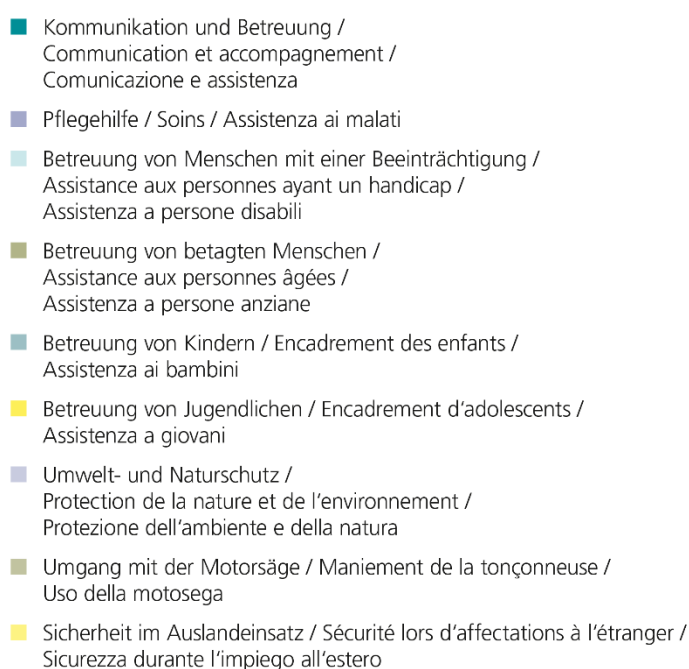 Kommunikation und Betreuung /
Communication et accompagnement /
Comunicazione e assistenza
Pflegehilfe / Soins / Assistenza ai malati
Betreuung von Menschen mit einer Beeinträchtigung /
Assistance aux personnes ayant un handicap /
Assistenza a persone disabili
Betreuung von betagten Menschen /
Assistance aux personnes âgées /
Assistenza a persone anziane
Betreuung von Kindern / Encadrement des enfants /
Assistenza ai bambini
Betreuung von Jugendlichen / Encadrement d‘adolescents /
Assistenza a giovani
Umwelt- und Naturschutz /
Protection de la nature et de l‘environnement /
Protezione dell‘ambiente e della natura
Umgang mit der Motorsäge / Maniement de la tonçonneuse /
Uso della motosega
Sicherheit im Auslandeinsatz / Sécurité lors d‘affectations à l‘étranger /
Sicurezza durante l‘impiego all‘estero